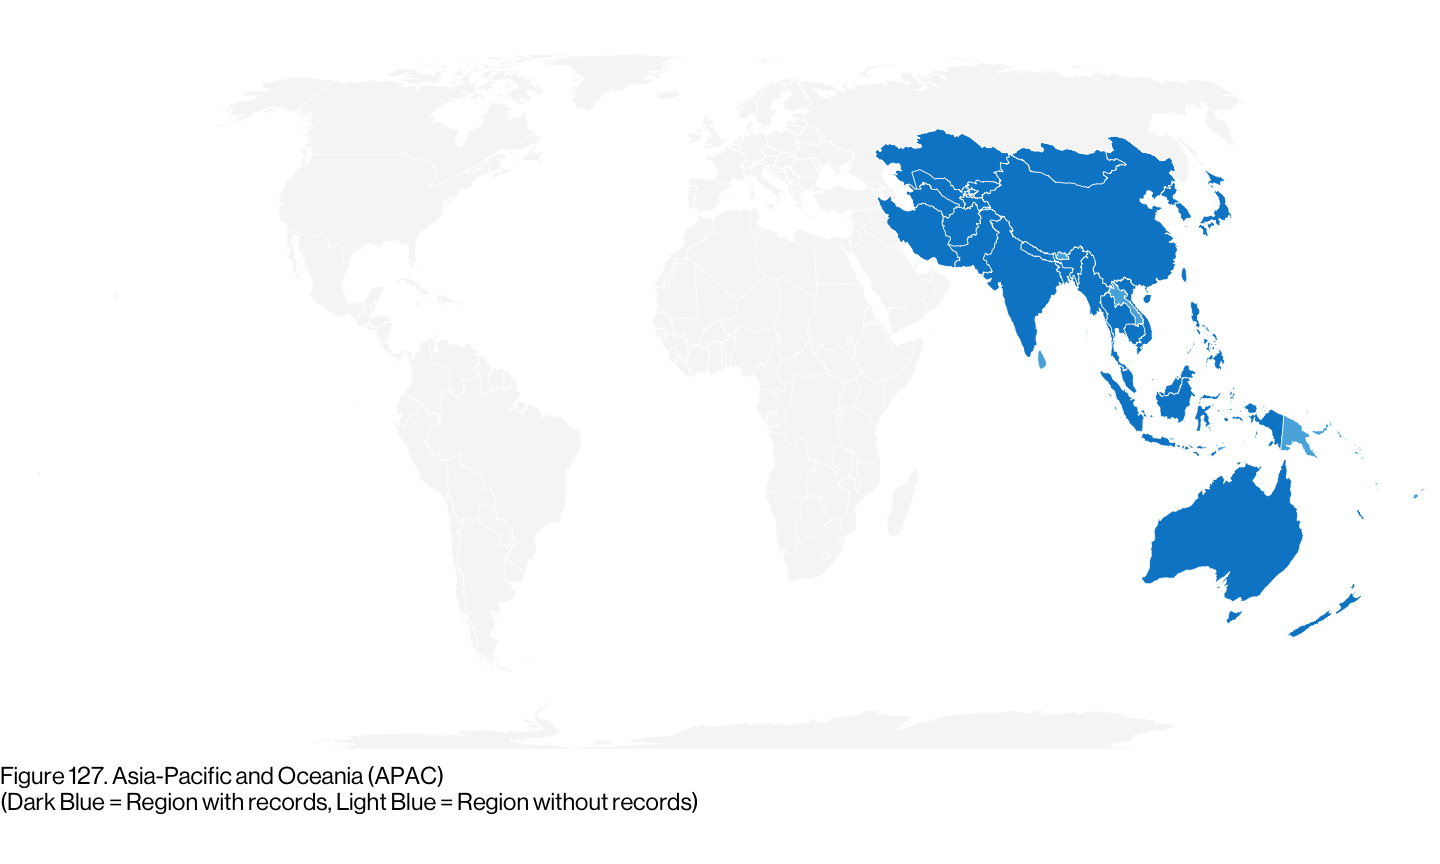 Figure 127. Asia-Pacific and Oceania (APAC)
(Dark Blue = Region with records, Light Blue = Region without records)